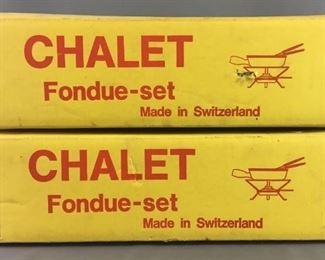 CHALET
Fondue-set
Made in Switzerland
CHALET
Fondue-set
Made in Switzerland